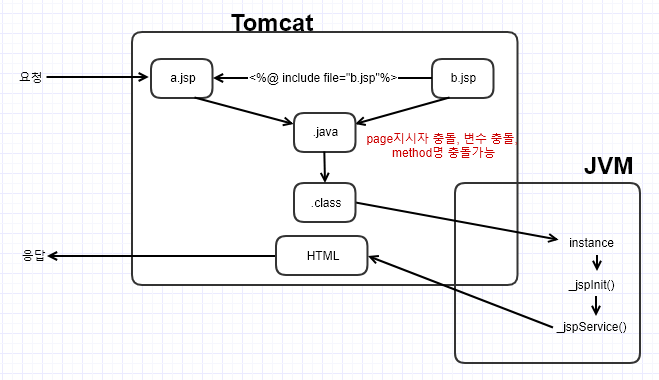 Tomcat
요청
a.jsp
<%@ include file="b.jsp"%>
b.jsp
.java
page지시자 충돌, 변수 충돌,
method명 충돌가능
JVM
.class
instance
응답
HTML
_jspInit()
_jspService()